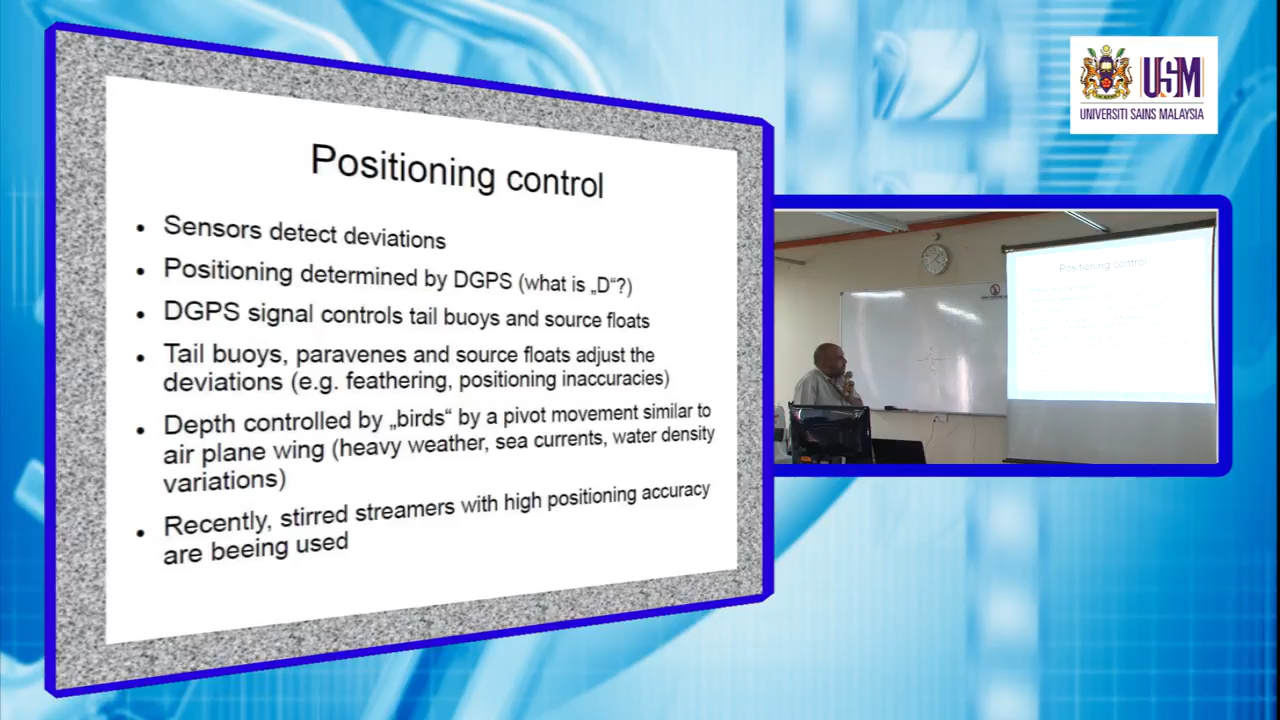 Positioning control
• Sensors detect deviations
• Positioning determined by DGPS (what is „D“?)
• DGPS signal controls tail buoys and source floats
• Tail buoys, paravenes and source floats adjust the
deviations (e.g. feathering, positioning inaccuracies)
• Depth controlled by „birds“ by a pivot movement similar to
air plane wing (heavy weather, sea currents, water density
variations)
• Recently, stirred streamers with high positioning accuracy
are beeing used
USM
UNIVERSITI SAINS MALAYSIA
Positioning control